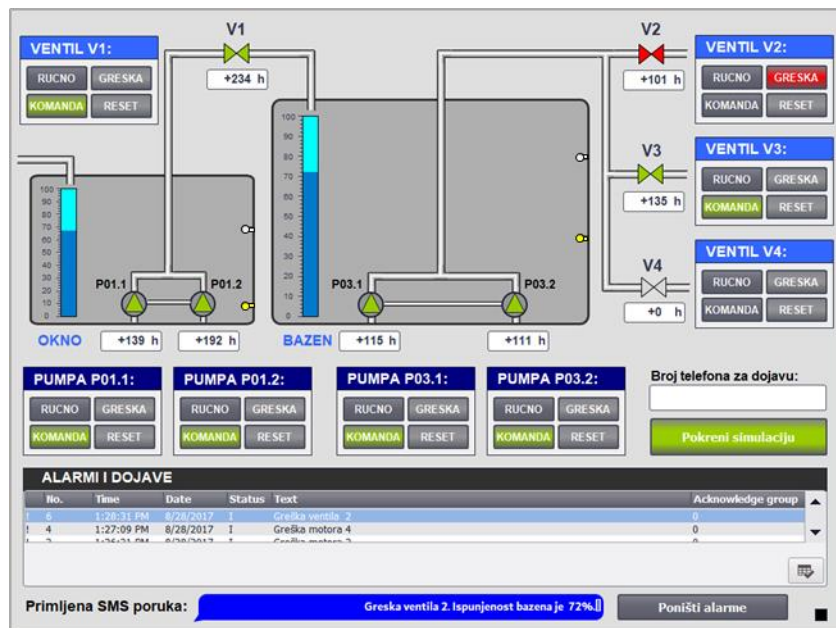 V1
V2
VENTIL V1:
VENTIL V2:
RUCNO GRESKA
KOMANDA RESET
+234 h
+101 h
RUCNO GRESKA
KOMANDA RESET
100
90
80
70
60
50
40
30
20
10
0
V3
VENTIL V3:
+135 h
RUCNO GRESKA
KOMANDA RESET
100
90
80
70
60
50
40
30
20
10
0
V4
VENTIL V4:
+0 h
RUCNO GRESKA
KOMANDA RESET
P01.1 P01.2
P03.1 P03.2
OKNO +139 h +192 h BAZEN +115 h +111 h
PUMPA P01.1: PUMPA P01.2: PUMPA P03.1: PUMPA P03.2:
RUCNO GRESKA RUCNO GRESKA RUCNO GRESKA RUCNO GRESKA
KOMANDA RESET KOMANDA RESET KOMANDA RESET KOMANDA RESET
Broj telefona za dojavu:
Pokreni simulaciju
ALARMI I DOJAVE
No. Time Date Status Text Acknowledge group
! 6 1:28:31 PM 8/28/2017 I Greška ventila 2 0
! 4 1:27:09 PM 8/28/2017 I Greška motora 4 0
Primljena SMS poruka: Greska ventila 2. Ispunjenost bazena je 72%. Poništi alarme